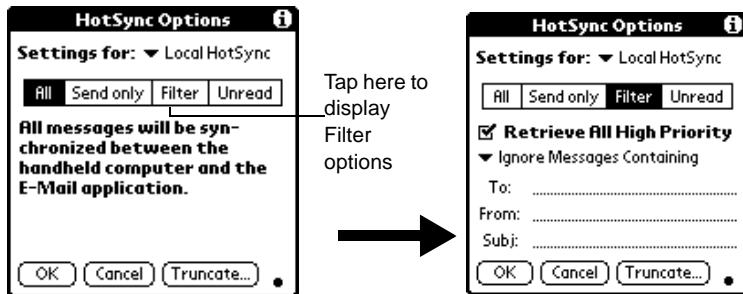 HotSync Options
Settings for: Local HotSync
All Send only Filter Unread
All messages will be syn-
chronized between the
handheld computer and the
E-Mail application.
OK Cancel Truncate...
Tap here to
display
Filter
options
HotSync Options
Settings for: Local HotSync
All Send only Filter Unread
Retrieve All High Priority
Ignore Messages Containing
To:
From:
Subj:
OK Cancel Truncate...